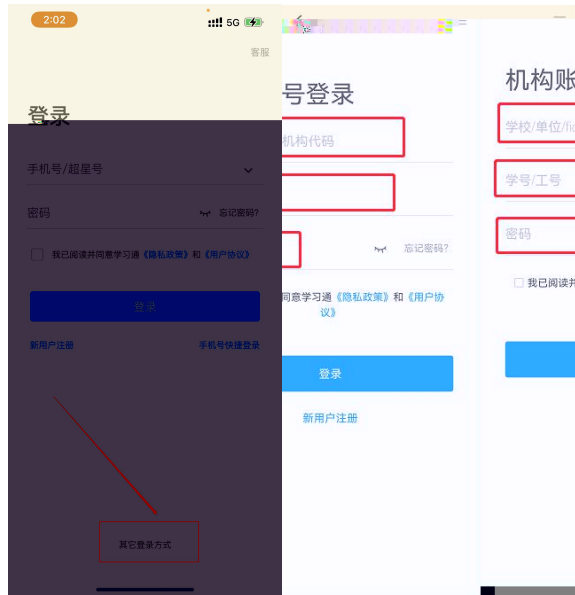 2:02
5G
客服
登录
手机号/超星号
密码
忘记密码?
我已阅读并同意学习通《隐私政策》和《用户协议》
登录
新用户注册
手机号快捷登录
其它登录方式
号登录
机构代码
忘记密码?
同意学习通《隐私政策》和《用户协
议》
登录
新用户注册
机构账
学校/单位/fid
学号/工号
密码
我已阅读并